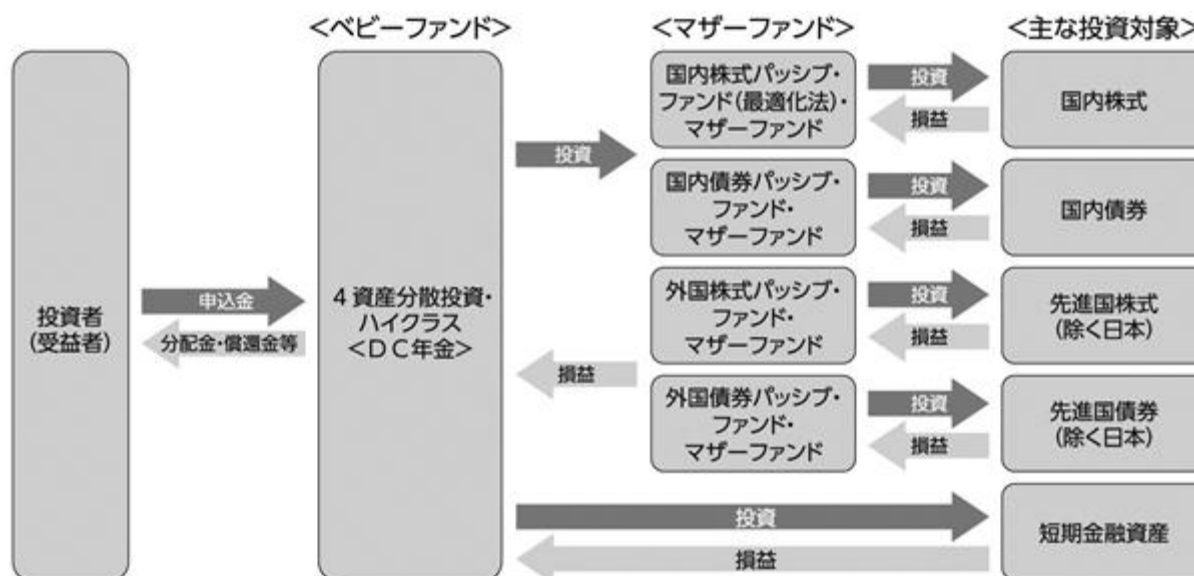 <ベビーファンド>
<マザーファンド>
<主な投資対象>
投資者
(受益者)
申込金
分配金・償還金等
4資産分散投資・
ハイクラス
<DC年金>
投資
損益
国内株式パッシブ・
ファンド(最適化法)・
マザーファンド
投資
損益
国内株式
国内債券パッシブ・
ファンド・
マザーファンド
投資
損益
国内債券
外国株式パッシブ・
ファンド・
マザーファンド
投資
損益
先進国株式
(除く日本)
外国債券パッシブ・
ファンド・
マザーファンド
投資
損益
先進国債券
(除く日本)
投資
損益
短期金融資産